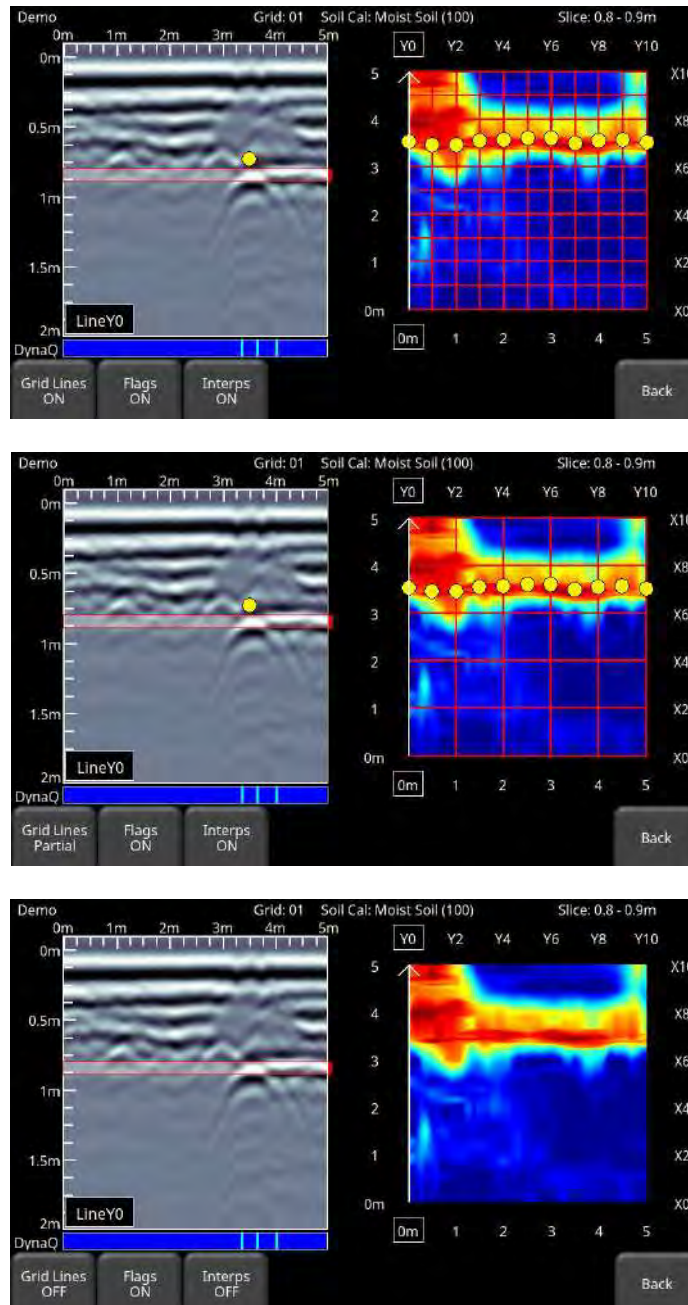 Grid: 01 Soil Cal: Moist Soil (100) Slice: 0.8 - 0.9m
0m 1m 2m 3m 4m 5m
Y0 Y2 Y4 Y6 Y8 Y10
0m
0.5m
1m
1.5m
2m
LineY0
DynaQ
5
4
3
2
1
0m
X10
X8
X6
X4
X2
X0
0m 1 2 3 4 5
Grid Lines ON
Flags ON
Interps ON
Back
Demo Grid: 01 Soil Cal: Moist Soil (100) Slice: 0.8 - 0.9m
0m 1m 2m 3m 4m 5m
Y0 Y2 Y4 Y6 Y8 Y10
0m
0.5m
1m
1.5m
2m
LineY0
DynaQ
5
4
3
2
1
0m
X8
X6
X4
X2
X0
0m 1 2 3 4 5
Grid Lines Partial
Flags ON
Interps ON
Back
Demo Grid: 01 Soil Cal: Moist Soil (100) Slice: 0.8 - 0.9m
0m 1m 2m 3m 4m 5m
Y0 Y2 Y4 Y6 Y8 Y10
0m
0.5m
1m
1.5m
2m
LineY0
DynaQ
5
4
3
2
1
0m
X8
X6
X4
X2
X0
0m 1 2 3 4 5
Grid Lines OFF
Flags ON
Interps OFF
Back